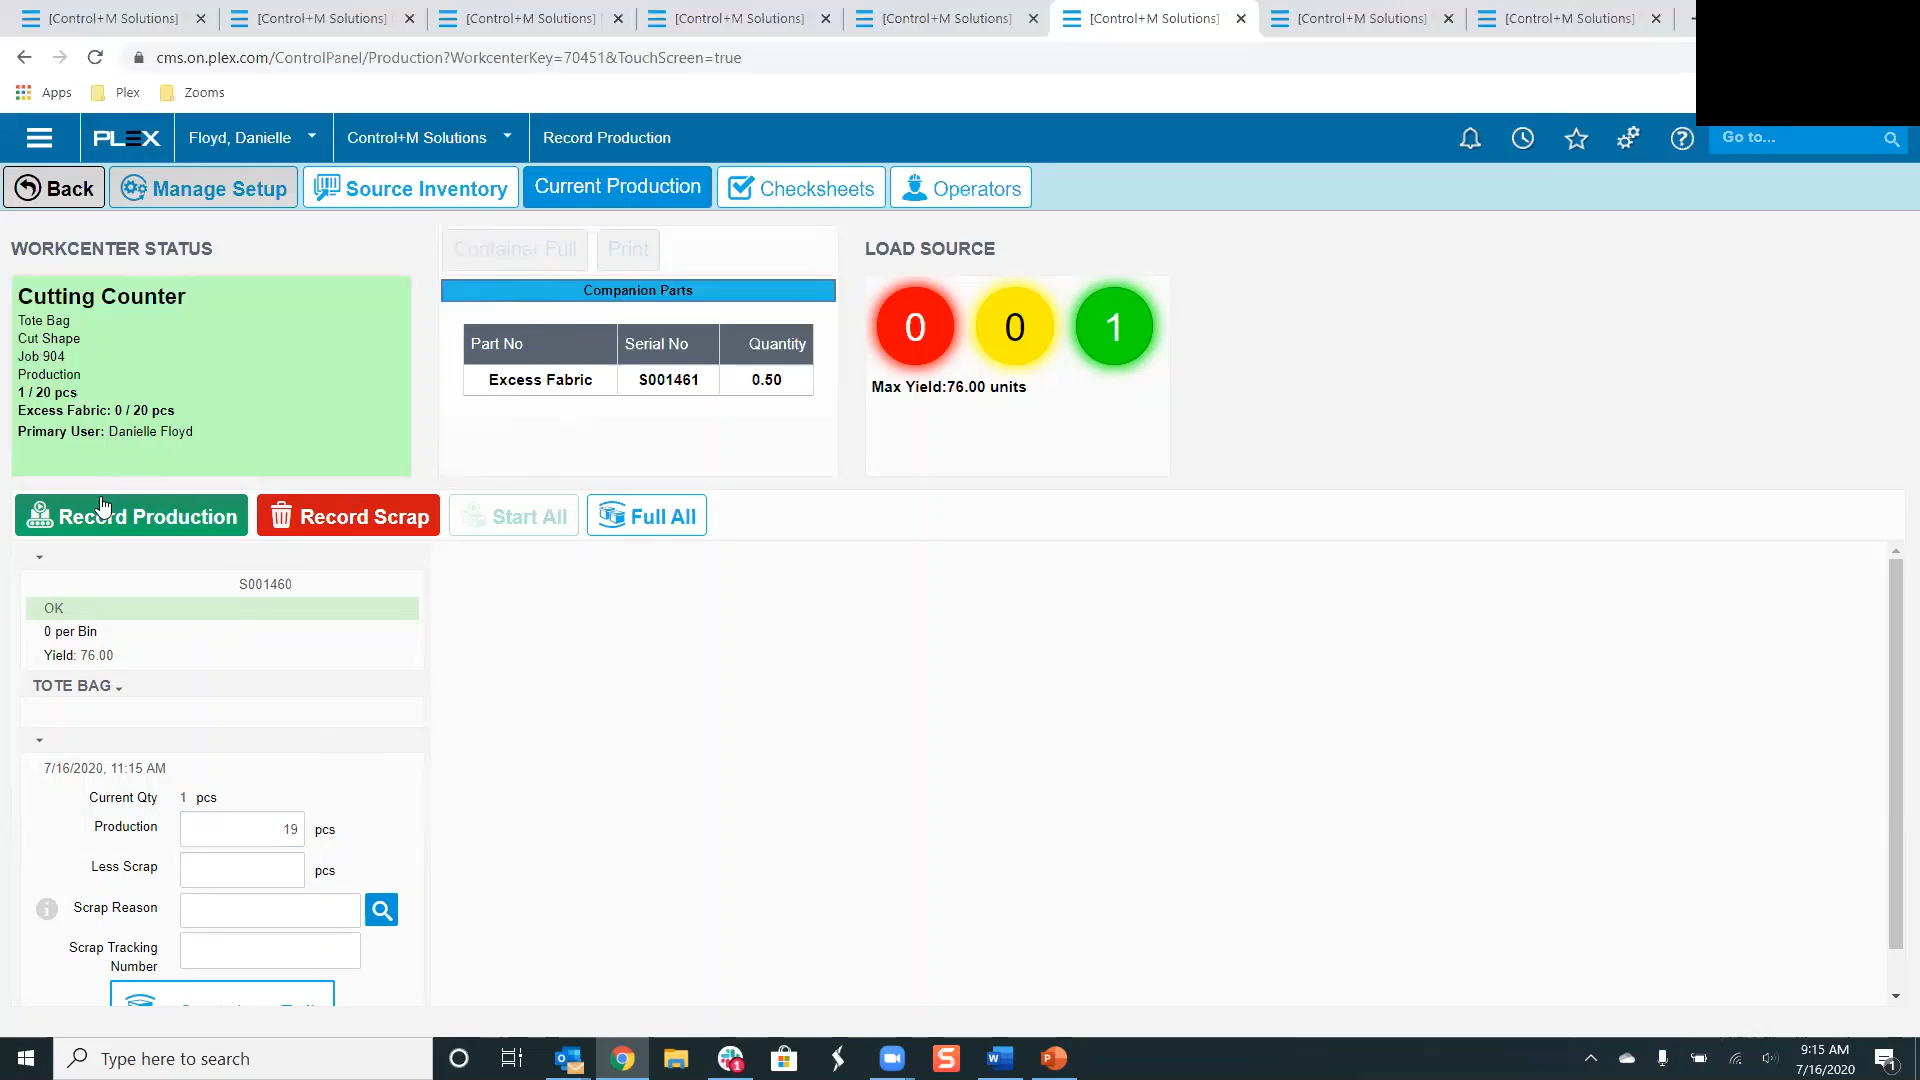 [Control+M Solutions]
[Control+M Solutions]
[Control+M Solutions]
[Control+M Solutions]
[Control+M Solutions]
[Control+M Solutions]
[Control+M Solutions]
[Control+M Solutions]
cms.on.plex.com/ControlPanel/Production?WorkcenterKey=70451&TouchScreen=true
Apps Plex Zooms
PLEX Floyd, Danielle Control+M Solutions Record Production Go to...
Back Manage Setup Source Inventory Current Production Checksheets Operators
WORKCENTER STATUS
Cutting Counter
Tote Bag
Cut Shape
Job 904
Production
1 / 20 pcs
Excess Fabric: 0 / 20 pcs
Primary User: Danielle Floyd
Container Full Print
Companion Parts
Part No Serial No Quantity
Excess Fabric S001461 0.50
LOAD SOURCE
0 0 1
Max Yield:76.00 units
Record Production Record Scrap Start All Full All
S001460
OK
0 per Bin
Yield: 76.00
TOTE BAG
7/16/2020, 11:15 AM
Current Qty 1 pcs
Production 19 pcs
Less Scrap pcs
Scrap Reason
Scrap Tracking
Number
Type here to search
9:15 AM
7/16/2020
1
1